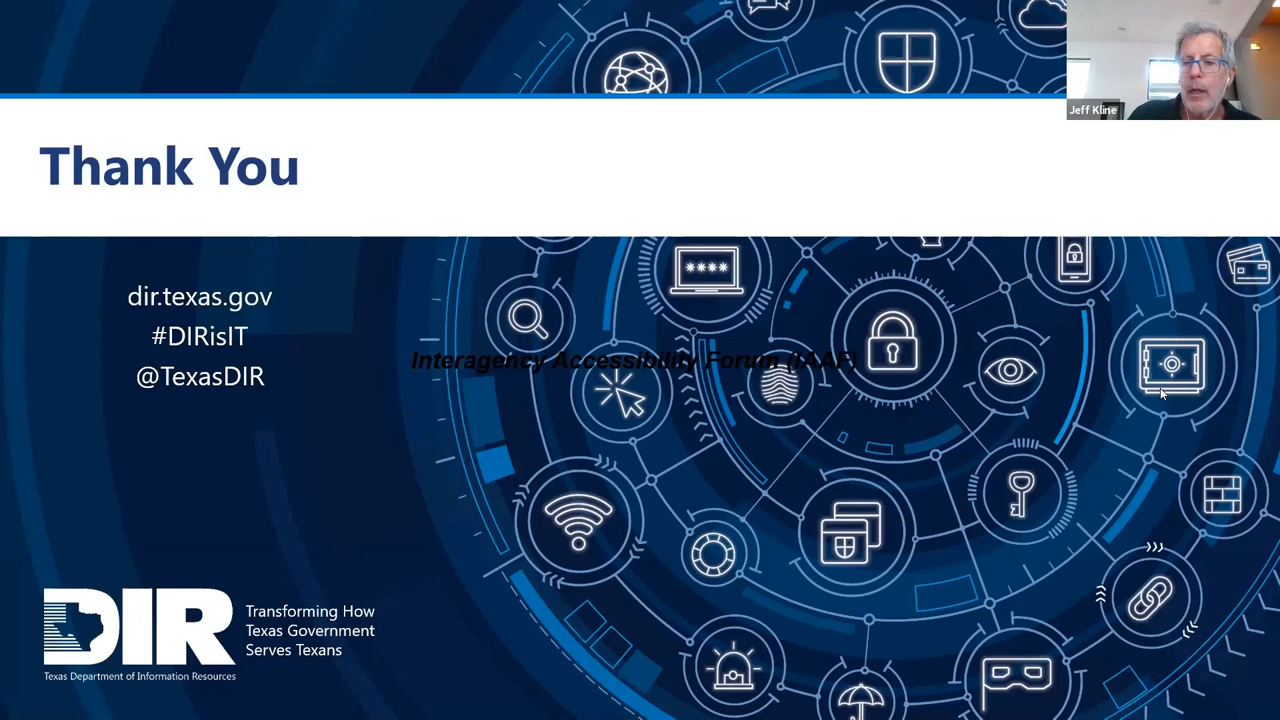 Jeff Kline
Thank You
dir.texas.gov
#DIRisIT
@TexasDIR
Interagency Accessibility Forum (IAAF)
****
DIR
Transforming How
Texas Government
Serves Texans
Texas Department of Information Resources